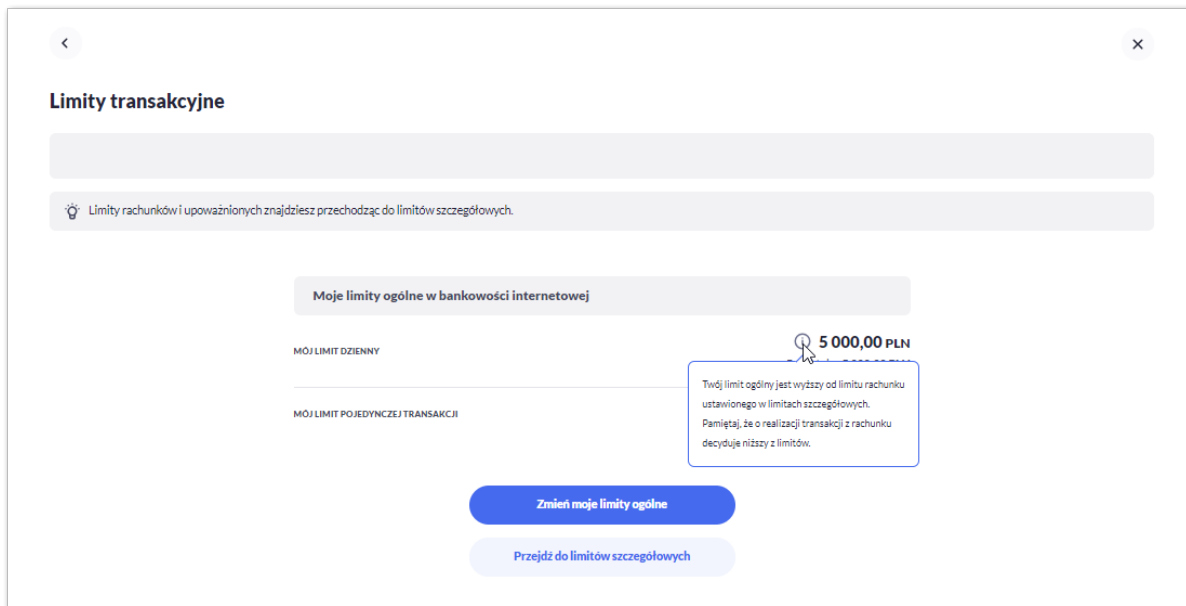 Limity transakcyjne
Limity rachunków i upoważnionych znajdziesz przechodząc do limitów szczegółowych.
Moje limity ogólne w bankowości internetowej
MÓJ LIMIT DZIENNY
5 000,00 PLN
Twój limit ogólny jest wyższy od limitu rachunku
ustawionego w limitach szczegółowych.
Pamiętaj, że o realizacji transakcji z rachunku
decyduje niższy z limitów.
MÓJ LIMIT POJEDYNCZEJ TRANSAKCJI
Zmień moje limity ogólne
Przejdź do limitów szczegółowych